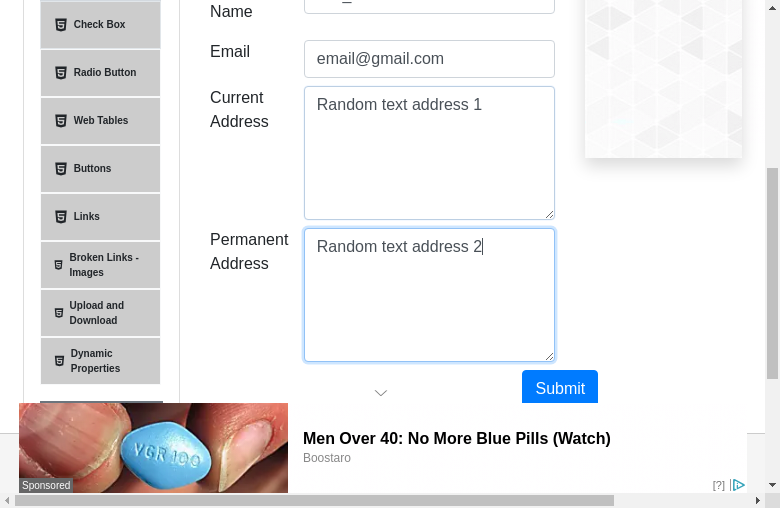 Name
Check Box
Email
email@gmail.com
Radio Button
Current
Address
Random text address 1
Web Tables
Buttons
Links
Permanent
Address
Random text address 2
Broken Links -
Images
Upload and
Download
Dynamic
Properties
Submit
VGR 100
Men Over 40: No More Blue Pills (Watch)
Boostaro
Sponsored
[?]